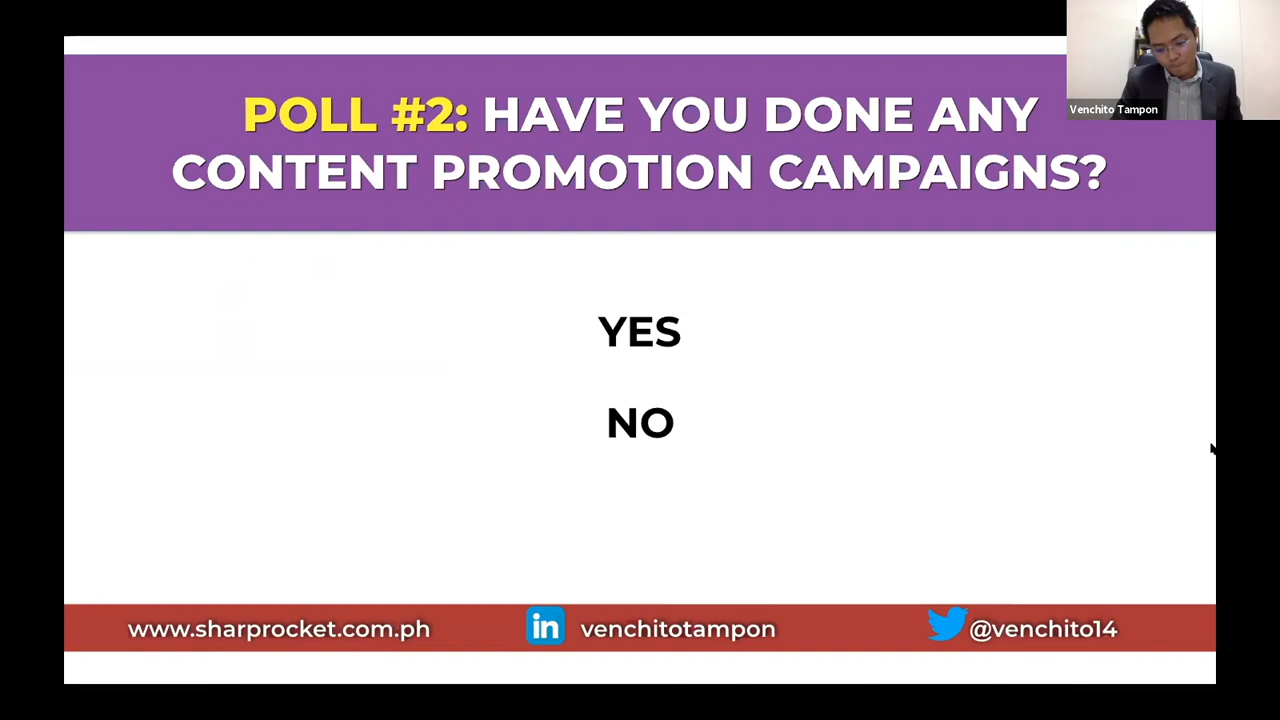 Venchito Tampon
POLL #2: HAVE YOU DONE ANY
CONTENT PROMOTION CAMPAIGNS?
YES
NO
www.sharprocket.com.ph
in
venchitotampon
@venchito14